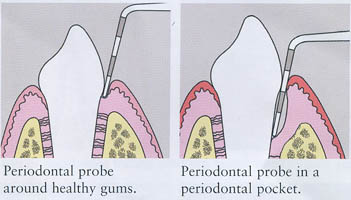 Periodontal probe
around healthy gums.
Periodontal probe in a
periodontal pocket.